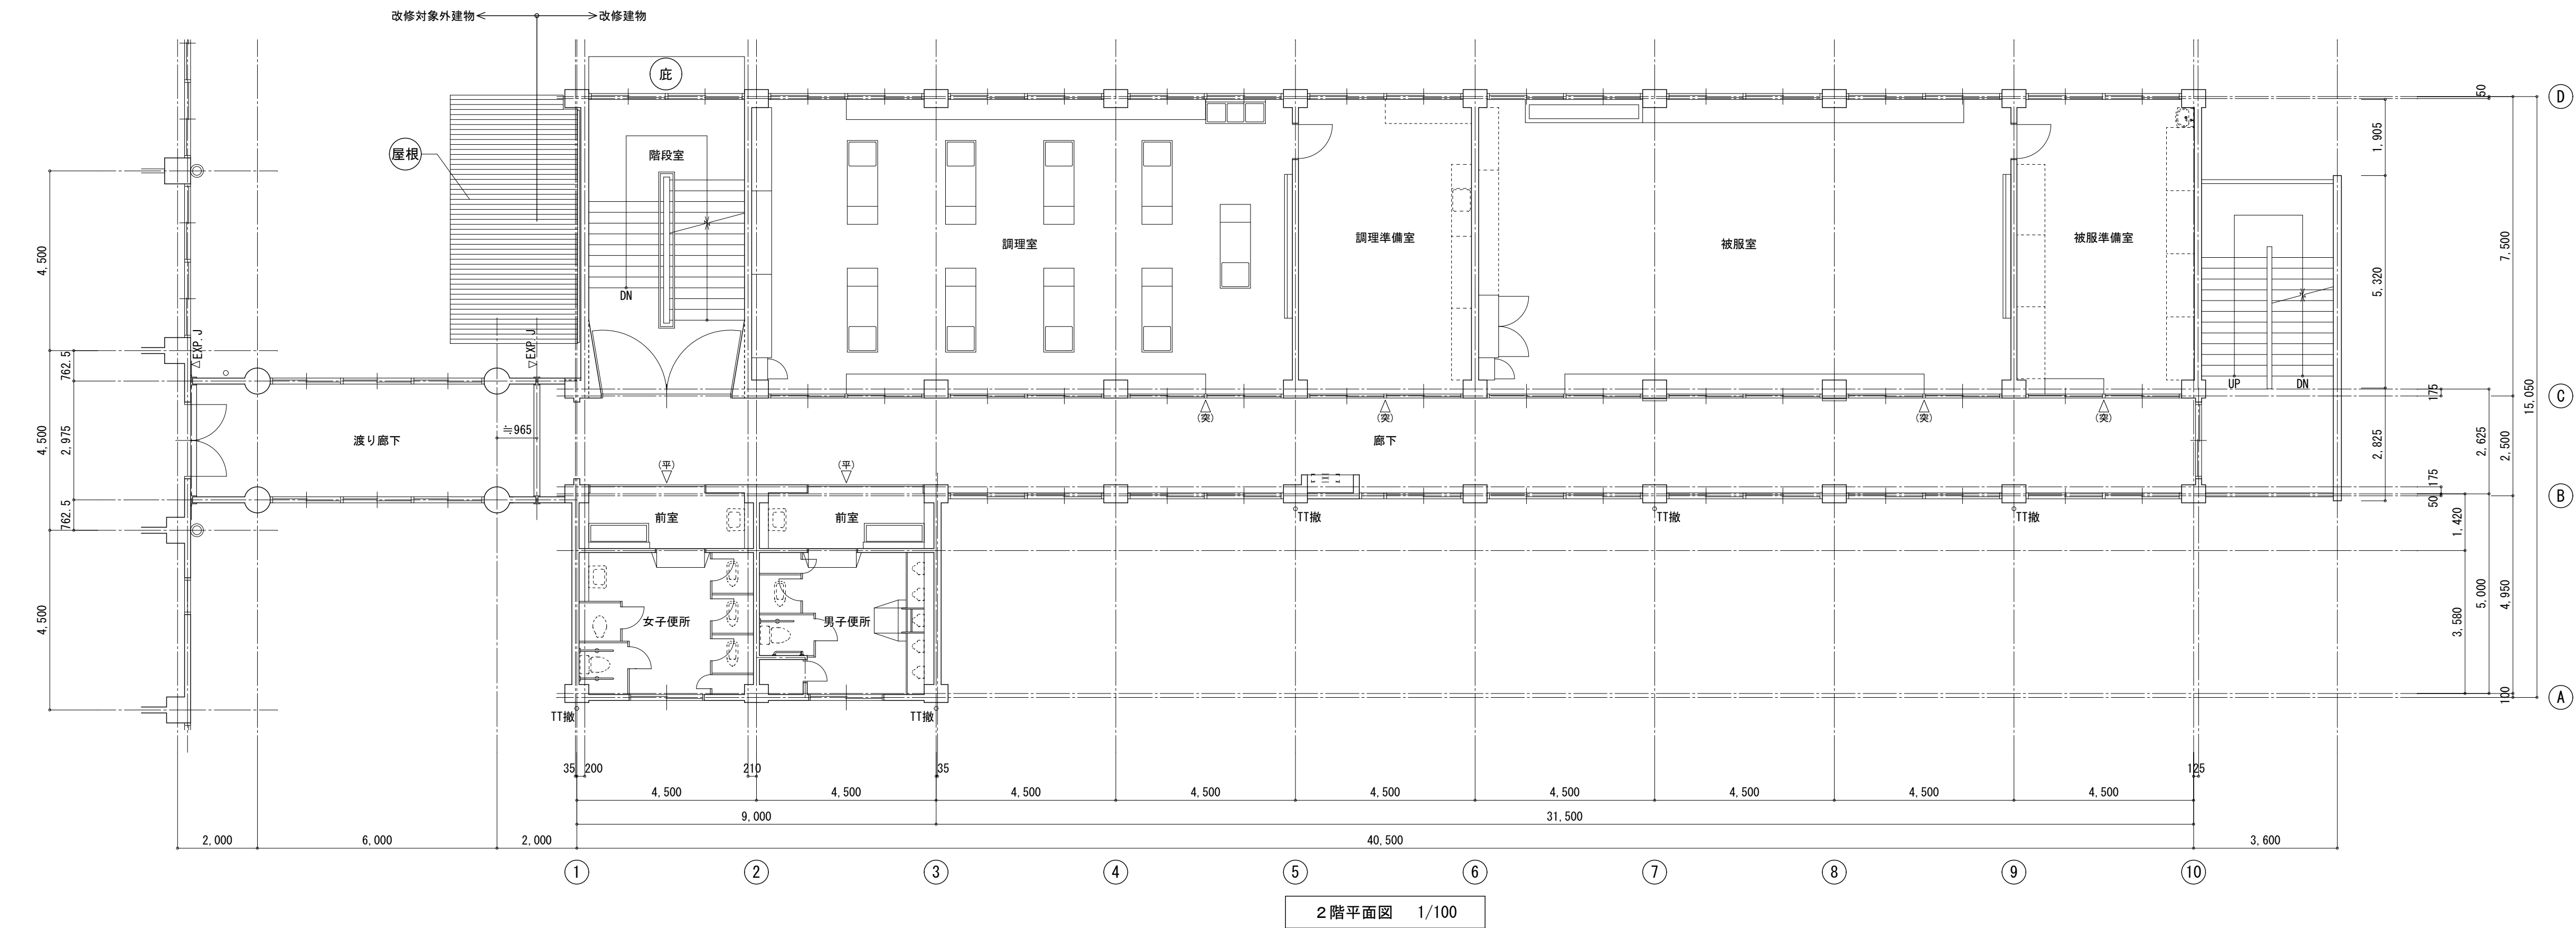 改修対象外建物
改修建物
庇
屋根
階段室
DN
調理室
調理準備室
被服室
被服準備室
UP
DN
D
50
1,905
7,500
5,320
15,050
C
175
2,825
2,625
2,500
175
B
50
1,420
5,000
4,950
3,580
100
A
4,500
762.5
4,500
2,975
762.5
4,500
EXP.J
EXP.J
渡り廊下
≒965
(平)
(平)
(突)
(突)
(突)
(突)
廊下
前室
前室
TT撤
TT撤
TT撤
女子便所
男子便所
TT撤
TT撤
35
200
210
35
125
4,500
4,500
4,500
4,500
4,500
4,500
4,500
4,500
4,500
9,000
31,500
2,000
6,000
2,000
40,500
3,600
1
2
3
4
5
6
7
8
9
10
2階平面図 1/100